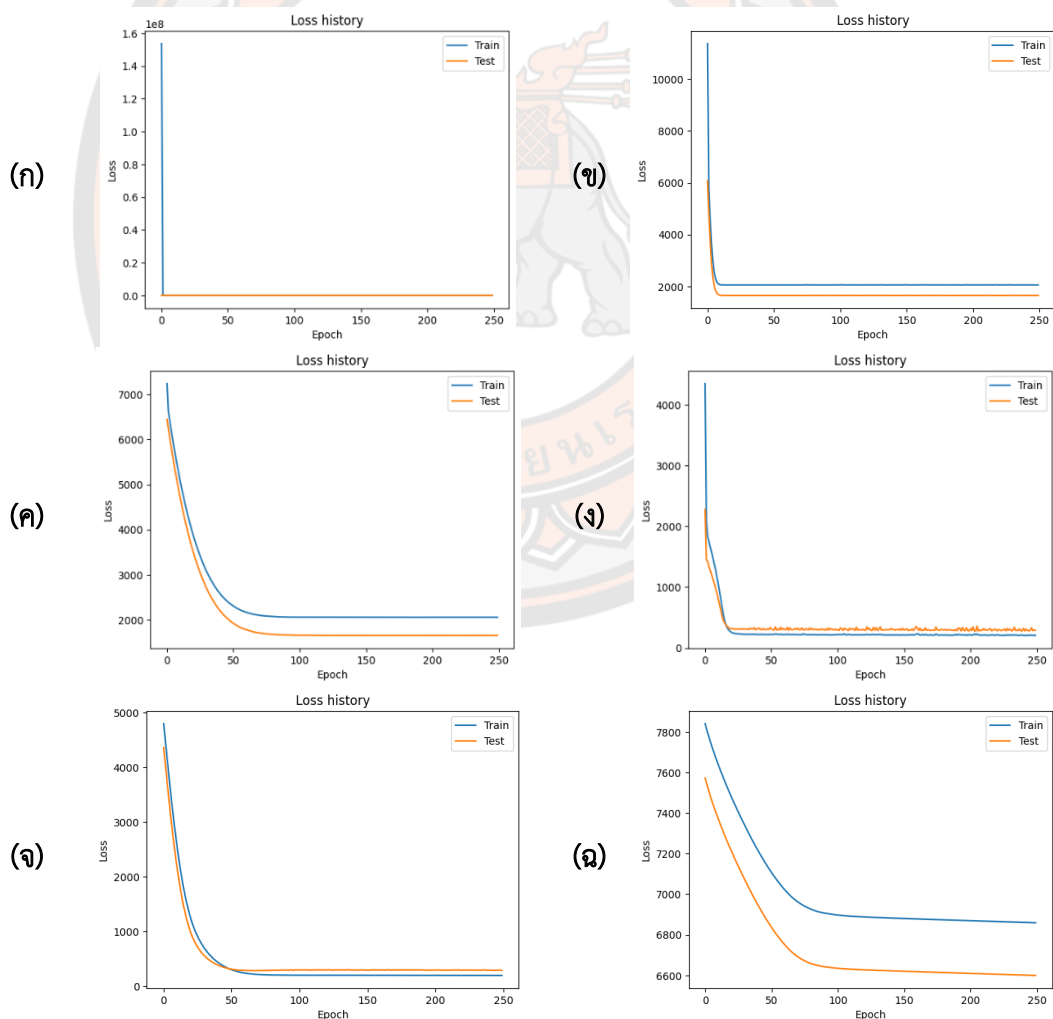 Loss history
1e8
1.6
1.4
1.2
1.0
0.8
0.6
0.4
0.2
0.0
Loss
0 50 100 150 200 250
Epoch
Train
Test
(ก)
Loss history
10000
8000
6000
4000
2000
Loss
0 50 100 150 200 250
Epoch
Train
Test
(ข)
Loss history
7000
6000
5000
4000
3000
2000
Loss
0 50 100 150 200 250
Epoch
Train
Test
(ค)
Loss history
4000
3000
2000
1000
0
Loss
0 50 100 150 200 250
Epoch
Train
Test
(ง)
Loss history
5000
4000
3000
2000
1000
0
Loss
0 50 100 150 200 250
Epoch
Train
Test
(จ)
Loss history
7800
7600
7400
7200
7000
6800
6600
Loss
0 50 100 150 200 250
Epoch
Train
Test
(ฉ)